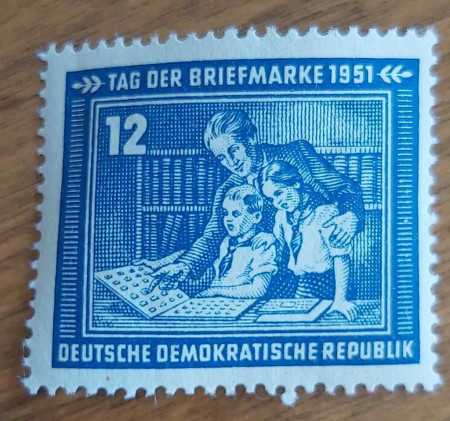 TAG DER BRIEFMARKE 1951
12
DEUTSCHE DEMOKRATISCHE REPUBLIK